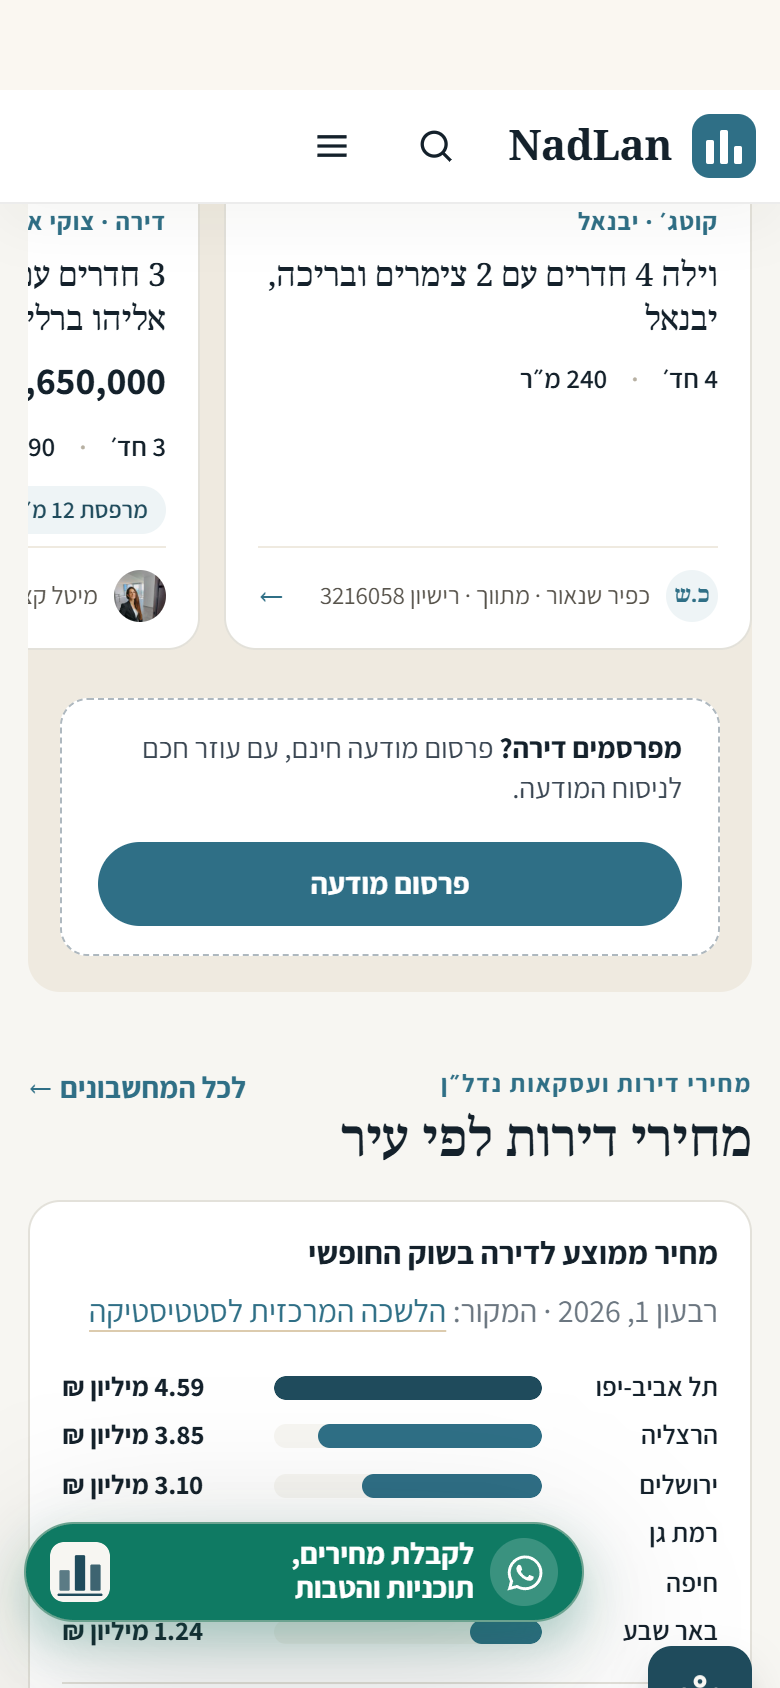 NadLan
קוטג׳ · יבנאל
וילה 4 חדרים עם 2 צימרים ובריכה,
יבנאל
4 חד׳ · 240 מ״ר
כ.ש
כפיר שנאור · מתווך · רישיון 3216058 ←
דירה · צוקי
3 חדרים
אליהו
,650,000
3 חד׳ · 90
מרפסת 12
מיטל
מפרסמים דירה? פרסום מודעה חינם, עם עוזר חכם
לניסוח המודעה.
פרסום מודעה
מחירי דירות ועסקאות נדל״ן
לכל המחשבונים ←
מחירי דירות לפי עיר
מחיר ממוצע לדירה בשוק החופשי
רבעון 1, 2026 · המקור: הלשכה המרכזית לסטטיסטיקה
תל אביב-יפו 4.59 מיליון ₪
הרצליה 3.85 מיליון ₪
ירושלים 3.10 מיליון ₪
רמת גן
חיפה
באר שבע 1.24 מיליון ₪
לקבלת מחירים,
תוכניות והטבות